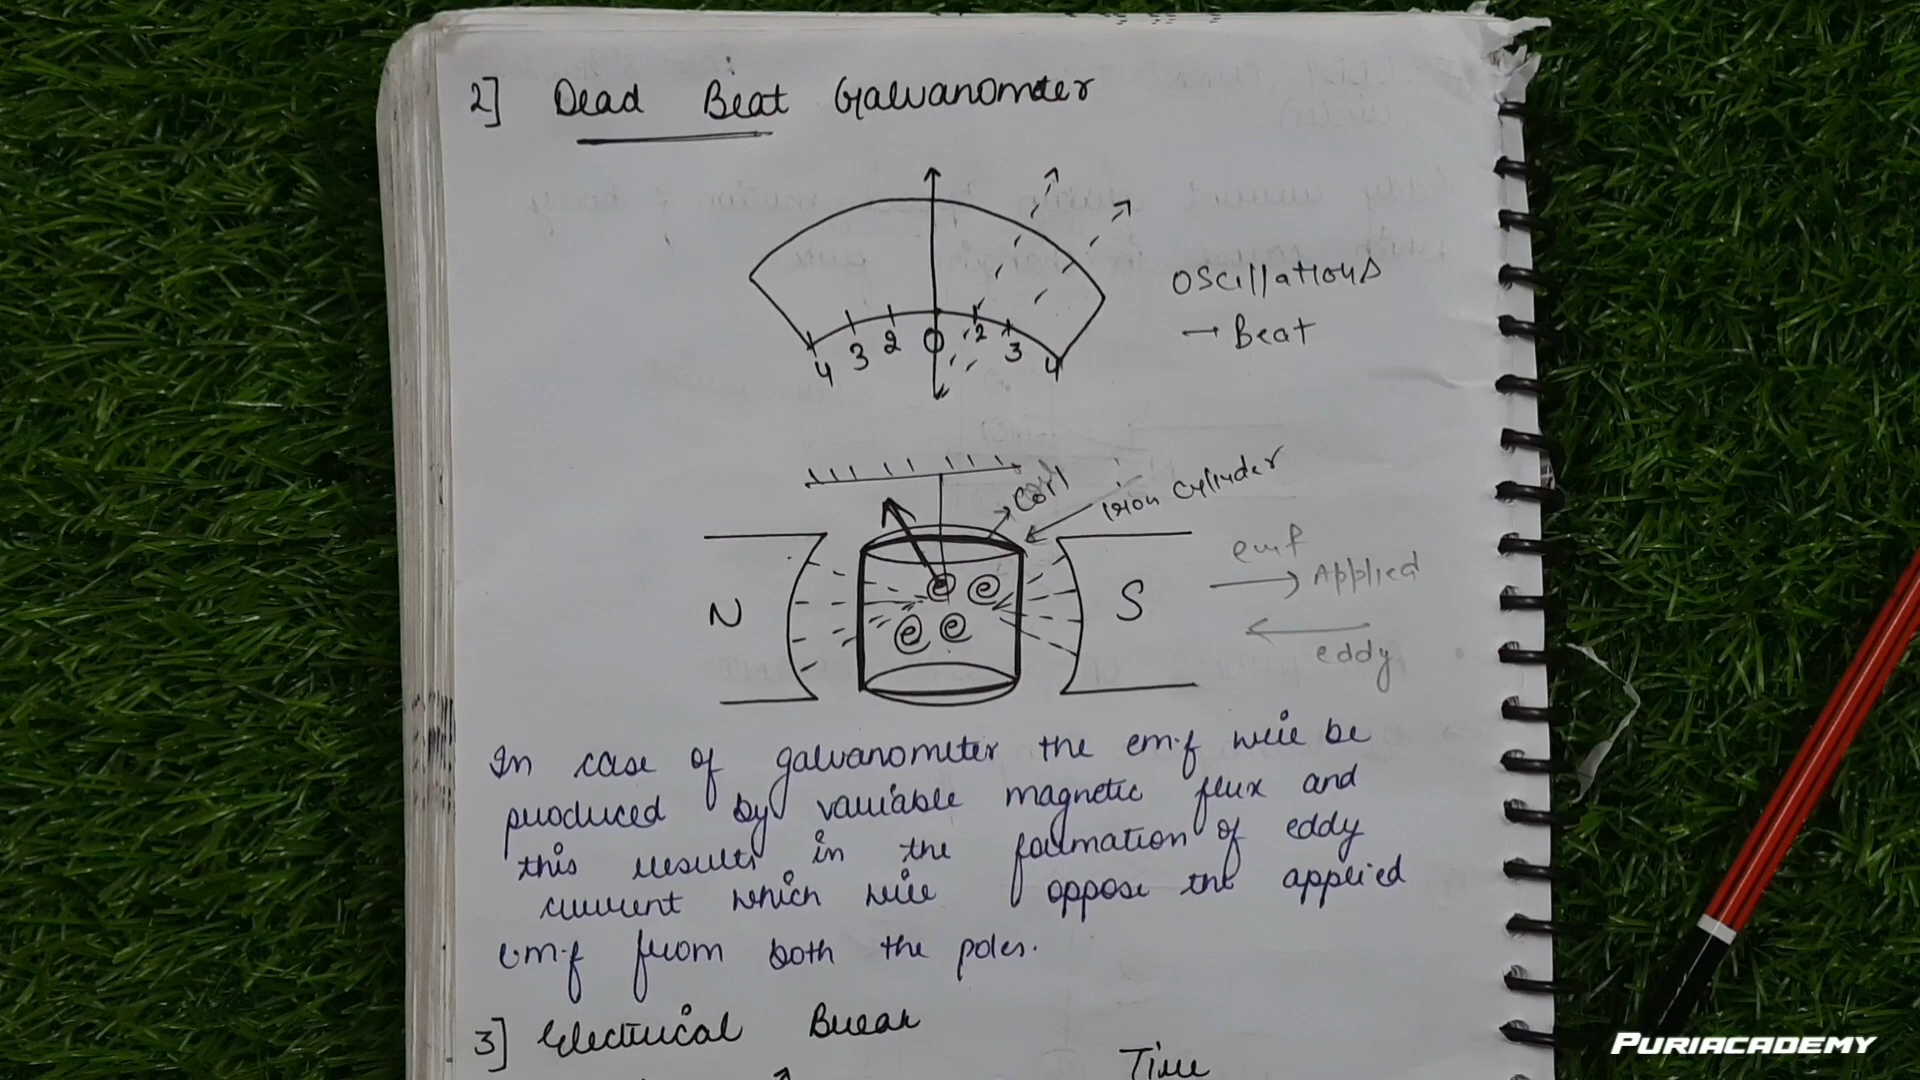 2] Dead Beat Galvanometer
4 3 2 0 2 3 4
Oscillations
→ Beat
Coil
Iron Cylinder
N
S
emf
Applied
eddy
In case of galvanometer the em.f will be
produced by variable magnetic flux and
this results in the formation of eddy
current which will oppose the applied
em.f from both the poles.
3] Electrical Break
Time
PURIACADEMY